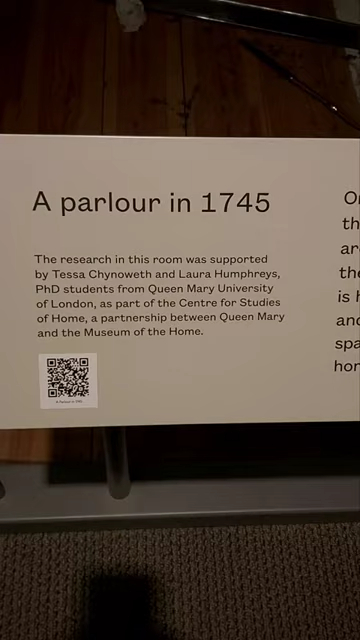 A parlour in 1745
The research in this room was supported
by Tessa Chynoweth and Laura Humphreys,
PhD students from Queen Mary University
of London, as part of the Centre for Studies
of Home, a partnership between Queen Mary
and the Museum of the Home.